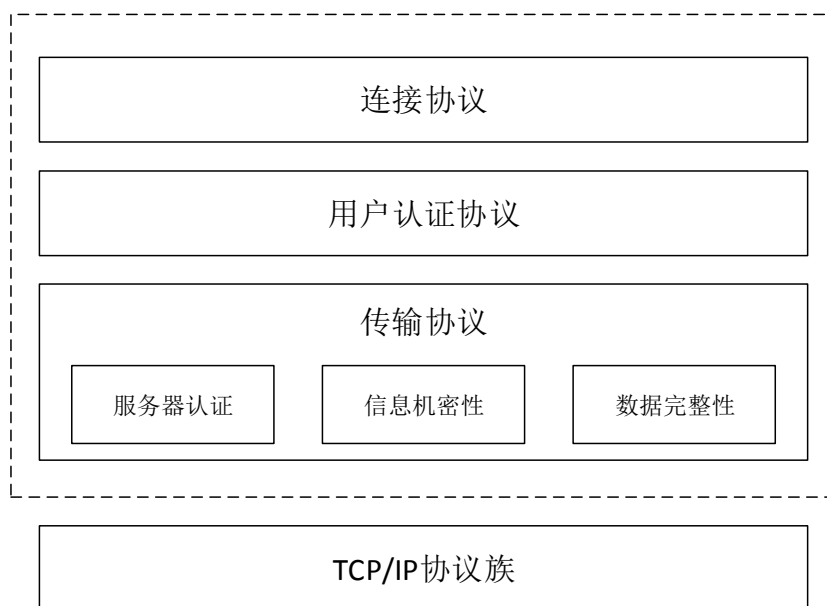 连接协议
用户认证协议
传输协议
服务器认证
信息机密性
数据完整性
TCP/IP协议族